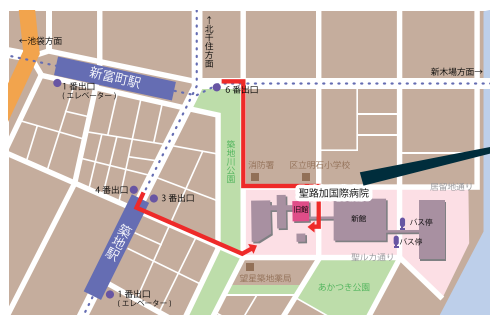 ←池袋方面
←北千住方面
新木場方面→
新富町駅
1番出口
(エレベーター)
6番出口
築地川公園
消防署
区立明石小学校
居留地通り
聖路加国際病院
4番出口
3番出口
旧館
新館
バス停
バス停
築地駅
聖ルカ通り
望星築地薬局
あかつき公園
1番出口
(エレベーター)